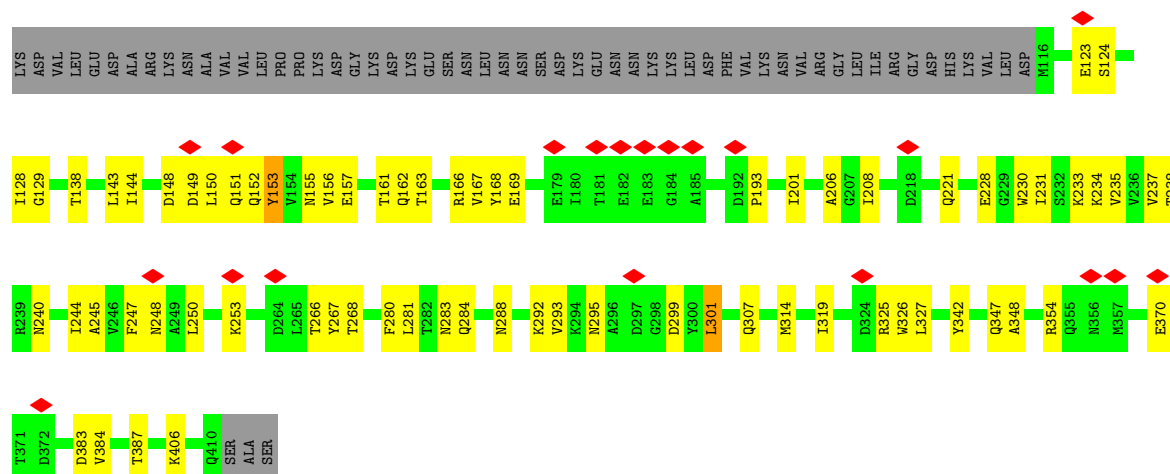 LYS ASP VAL LEU GLU ASP ALA ARG LYS ASN ALA VAL VAL LEU PRO PRO LYS ASP GLY LYS ASP LYS GLU SER ASN LEU ASN ASN SER ASP LYS GLU ASN ASN LYS LYS LEU ASP PHE VAL LYS ASN VAL ARG GLY LEU ILE ARG GLY ASP HIS LYS VAL LEU ASP M116 E123 S124
I128 G129 T138 L143 I144 D148 D149 L150 Q151 Q152 Y153 V154 N155 V156 E157 T161 Q162 T163 R166 V167 Y168 E169 E179 I180 T181 E182 E183 G184 A185 D192 P193 I201 A206 G207 I208 D218 Q221 E228 G229 W230 I231 S232 K233 K234 V235 V236 V237 T238
R239 N240 I244 A245 V246 F247 N248 A249 L250 K253 D264 L265 T266 Y267 T268 F280 L281 T282 N283 Q284 N288 K292 V293 K294 N295 A296 D297 G298 D299 Y300 L301 Q307 M314 I319 D324 R325 W326 L327 Y342 Q347 A348 R354 Q355 N356 M357 E370
T371 D372 D383 V384 T387 K406 Q410 SER ALA SER